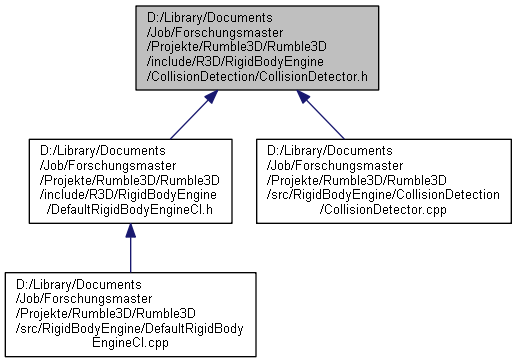 D:/Library/Documents
/Job/Forschungsmaster
/Projekte/Rumble3D/Rumble3D
/include/R3D/RigidBodyEngine
/CollisionDetection/CollisionDetector.h
D:/Library/Documents
/Job/Forschungsmaster
/Projekte/Rumble3D/Rumble3D
/include/R3D/RigidBodyEngine
/DefaultRigidBodyEngineCI.h
D:/Library/Documents
/Job/Forschungsmaster
/Projekte/Rumble3D/Rumble3D
/src/RigidBodyEngine/CollisionDetection
/CollisionDetector.cpp
D:/Library/Documents
/Job/Forschungsmaster
/Projekte/Rumble3D/Rumble3D
/src/RigidBodyEngine/DefaultRigidBody
EngineCI.cpp